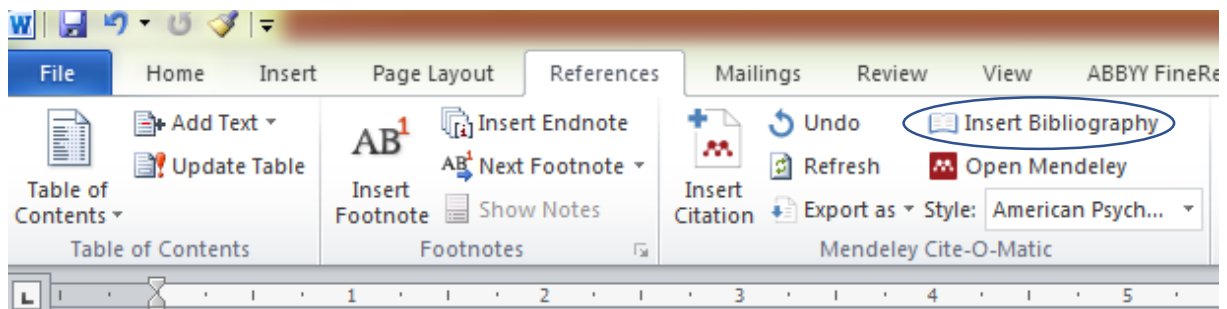 W
File Home Insert Page Layout References Mailings Review View ABBYY FineRe
Add Text
Update Table
Table of
Contents
Table of Contents
AB1
Insert
Footnote
Insert Endnote
AB1 Next Footnote
Show Notes
Footnotes
Insert
Citation
Undo
Refresh
Export as
Insert Bibliography
Open Mendeley
Style: American Psych...
Mendeley Cite-O-Matic
L 1 2 3 4 5